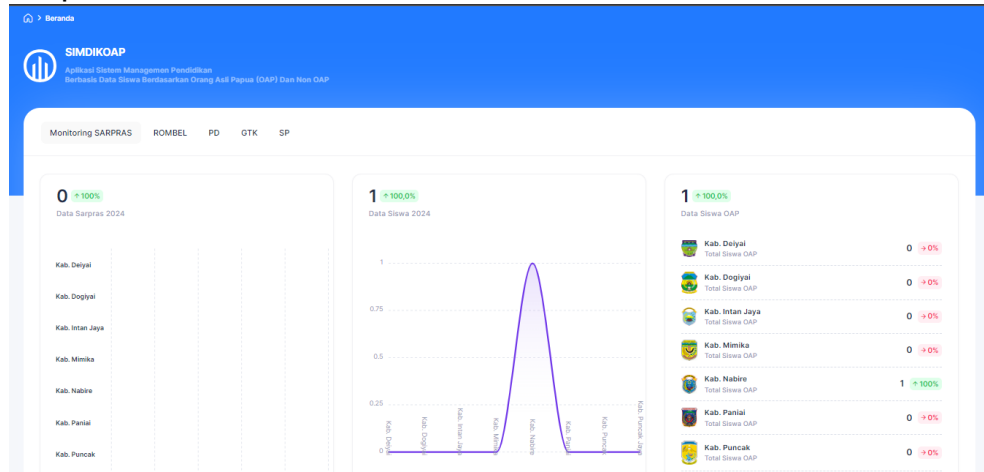 > Beranda
SIMDIKOAP
Aplikasi Sistem Managemen Pendidikan
Berbasis Data Siswa Berdasarkan Orang Asli Papua (OAP) Dan Non OAP
Monitoring SARPRAS ROMBEL PD GTK SP
0 ↑ 100%
Data Sarpras 2024
Kab. Deiyai
Kab. Dogiyai
Kab. Intan Jaya
Kab. Mimika
Kab. Nabire
Kab. Paniai
Kab. Puncak
1 ↑ 100,0%
Data Siswa 2024
1
0.75
0.5
0.25
0
Kab. Deiyai
Kab. Dogiyai
Kab. Intan Jaya
Kab. Mimika
Kab. Nabire
Kab. Paniai
Kab. Puncak
Kab. Puncak Jaya
1 ↑ 100,0%
Data Siswa OAP
Kab. Deiyai
Total Siswa OAP
0 → 0%
Kab. Dogiyai
Total Siswa OAP
0 → 0%
Kab. Intan Jaya
Total Siswa OAP
0 → 0%
Kab. Mimika
Total Siswa OAP
0 → 0%
Kab. Nabire
Total Siswa OAP
1 ↑ 100%
Kab. Paniai
Total Siswa OAP
0 → 0%
Kab. Puncak
Total Siswa OAP
0 → 0%